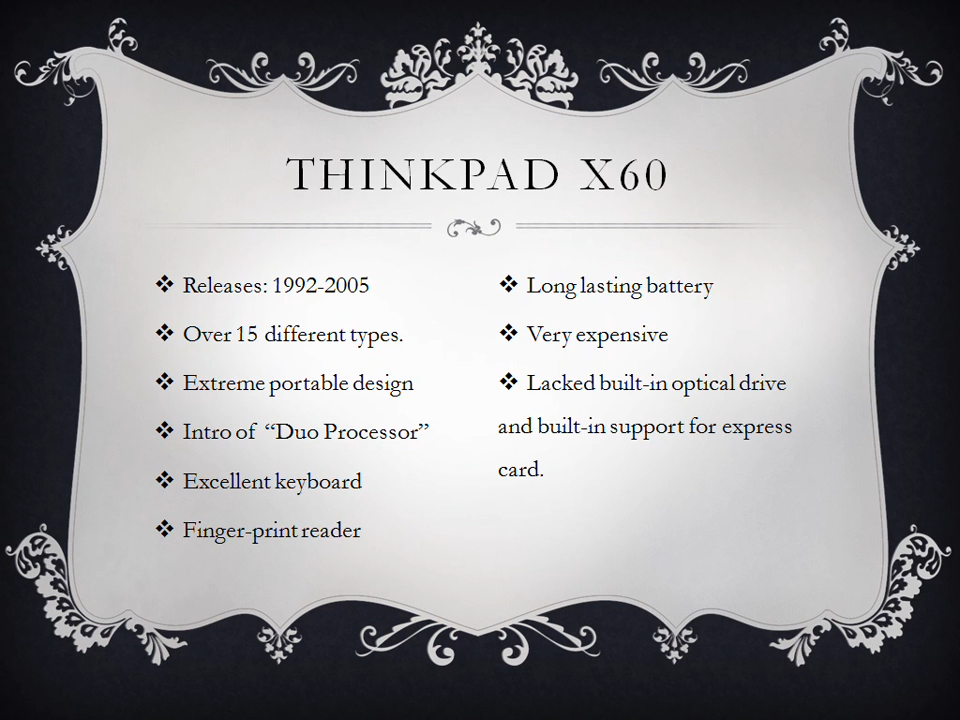 THINKPAD X60
❖ Releases: 1992-2005
❖ Over 15 different types.
❖ Extreme portable design
❖ Intro of “Duo Processor”
❖ Excellent keyboard
❖ Finger-print reader
❖ Long lasting battery
❖ Very expensive
❖ Lacked built-in optical drive
and built-in support for express
card.